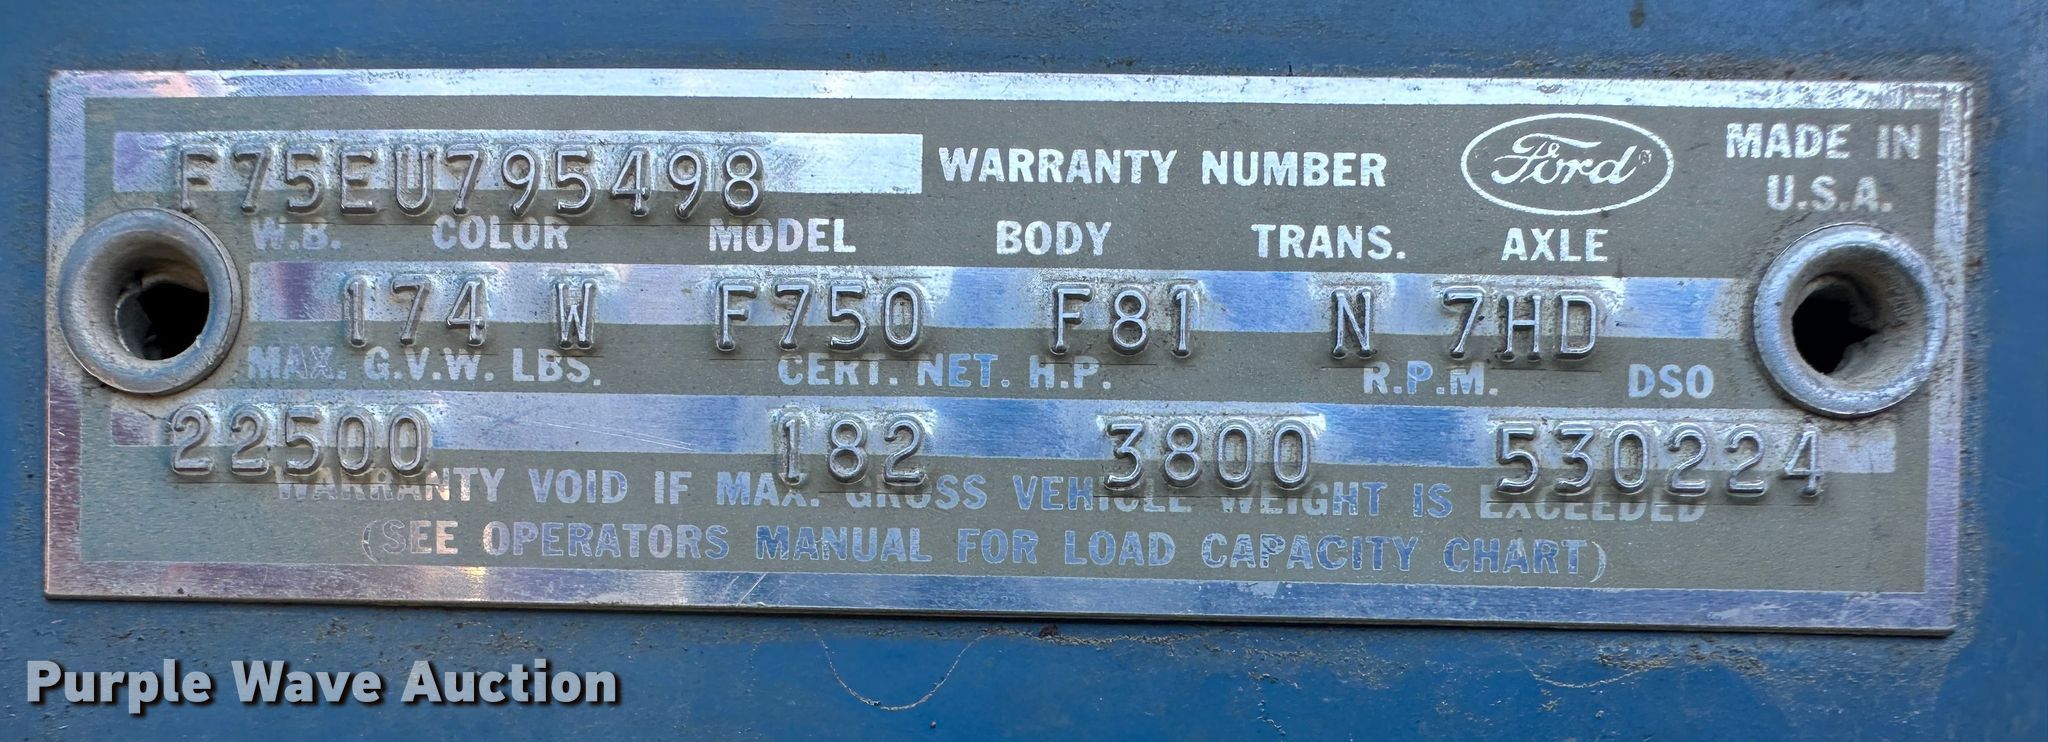 F75EU795498 WARRANTY NUMBER Ford MADE IN
U.S.A.
W.B. COLOR MODEL BODY TRANS. AXLE
174 W F750 F81 N 7HD
MAX. G.V.W. LBS. CERT. NET. H.P. R.P.M. DSO
22500 182 3800 530224
WARRANTY VOID IF MAX. GROSS VEHICLE WEIGHT IS EXCEEDED
(SEE OPERATORS MANUAL FOR LOAD CAPACITY CHART)
Purple Wave Auction